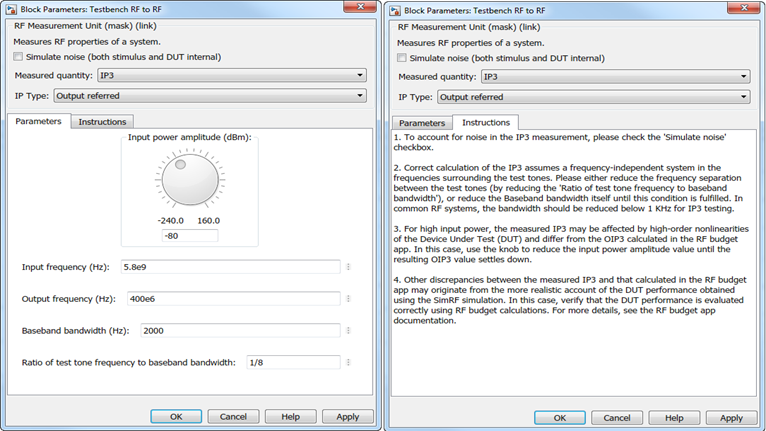 Block Parameters: Testbench RF to RF
RF Measurement Unit (mask) (link)
Measures RF properties of a system.
Simulate noise (both stimulus and DUT internal)
Measured quantity: IP3
IP Type: Output referred
Parameters Instructions
Input power amplitude (dBm):
-240.0 160.0
-80
Input frequency (Hz): 5.8e9
Output frequency (Hz): 400e6
Baseband bandwidth (Hz): 2000
Ratio of test tone frequency to baseband bandwidth: 1/8
OK Cancel Help Apply
Block Parameters: Testbench RF to RF
RF Measurement Unit (mask) (link)
Measures RF properties of a system.
Simulate noise (both stimulus and DUT internal)
Measured quantity: IP3
IP Type: Output referred
Parameters Instructions
1. To account for noise in the IP3 measurement, please check the 'Simulate noise'
checkbox.
2. Correct calculation of the IP3 assumes a frequency-independent system in the
frequencies surrounding the test tones. Please either reduce the frequency separation
between the test tones (by reducing the 'Ratio of test tone frequency to baseband
bandwidth'), or reduce the Baseband bandwidth itself until this condition is fulfilled. In
common RF systems, the bandwidth should be reduced below 1 KHz for IP3 testing.
3. For high input power, the measured IP3 may be affected by high-order nonlinearities
of the Device Under Test (DUT) and differ from the OIP3 calculated in the RF budget
app. In this case, use the knob to reduce the input power amplitude value until the
resulting OIP3 value settles down.
4. Other discrepancies between the measured IP3 and that calculated in the RF budget
app may originate from the more realistic account of the DUT performance obtained
using the SimRF simulation. In this case, verify that the DUT performance is evaluated
correctly using RF budget calculations. For more details, see the RF budget app
documentation.
OK Cancel Help Apply